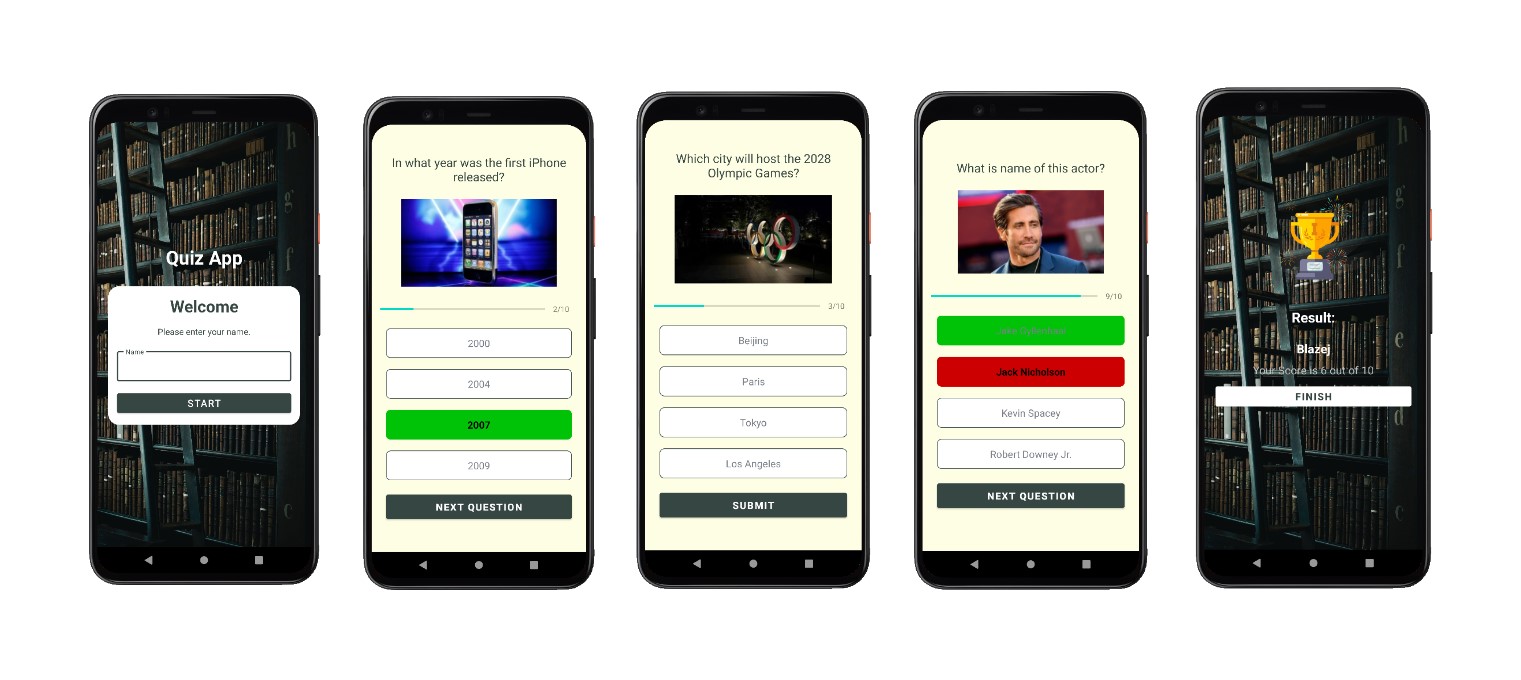 Quiz App
Welcome
Please enter your name.
Name
START
In what year was the first iPhone
released?
2/10
2000
2004
2007
2009
NEXT QUESTION
Which city will host the 2028
Olympic Games?
3/10
Beijing
Paris
Tokyo
Los Angeles
SUBMIT
What is name of this actor?
9/10
Jake Gyllenhaal
Jack Nicholson
Kevin Spacey
Robert Downey Jr.
NEXT QUESTION
h
g
f
Result:
Blazej
Your Score is 6 out of 10
FINISH
c